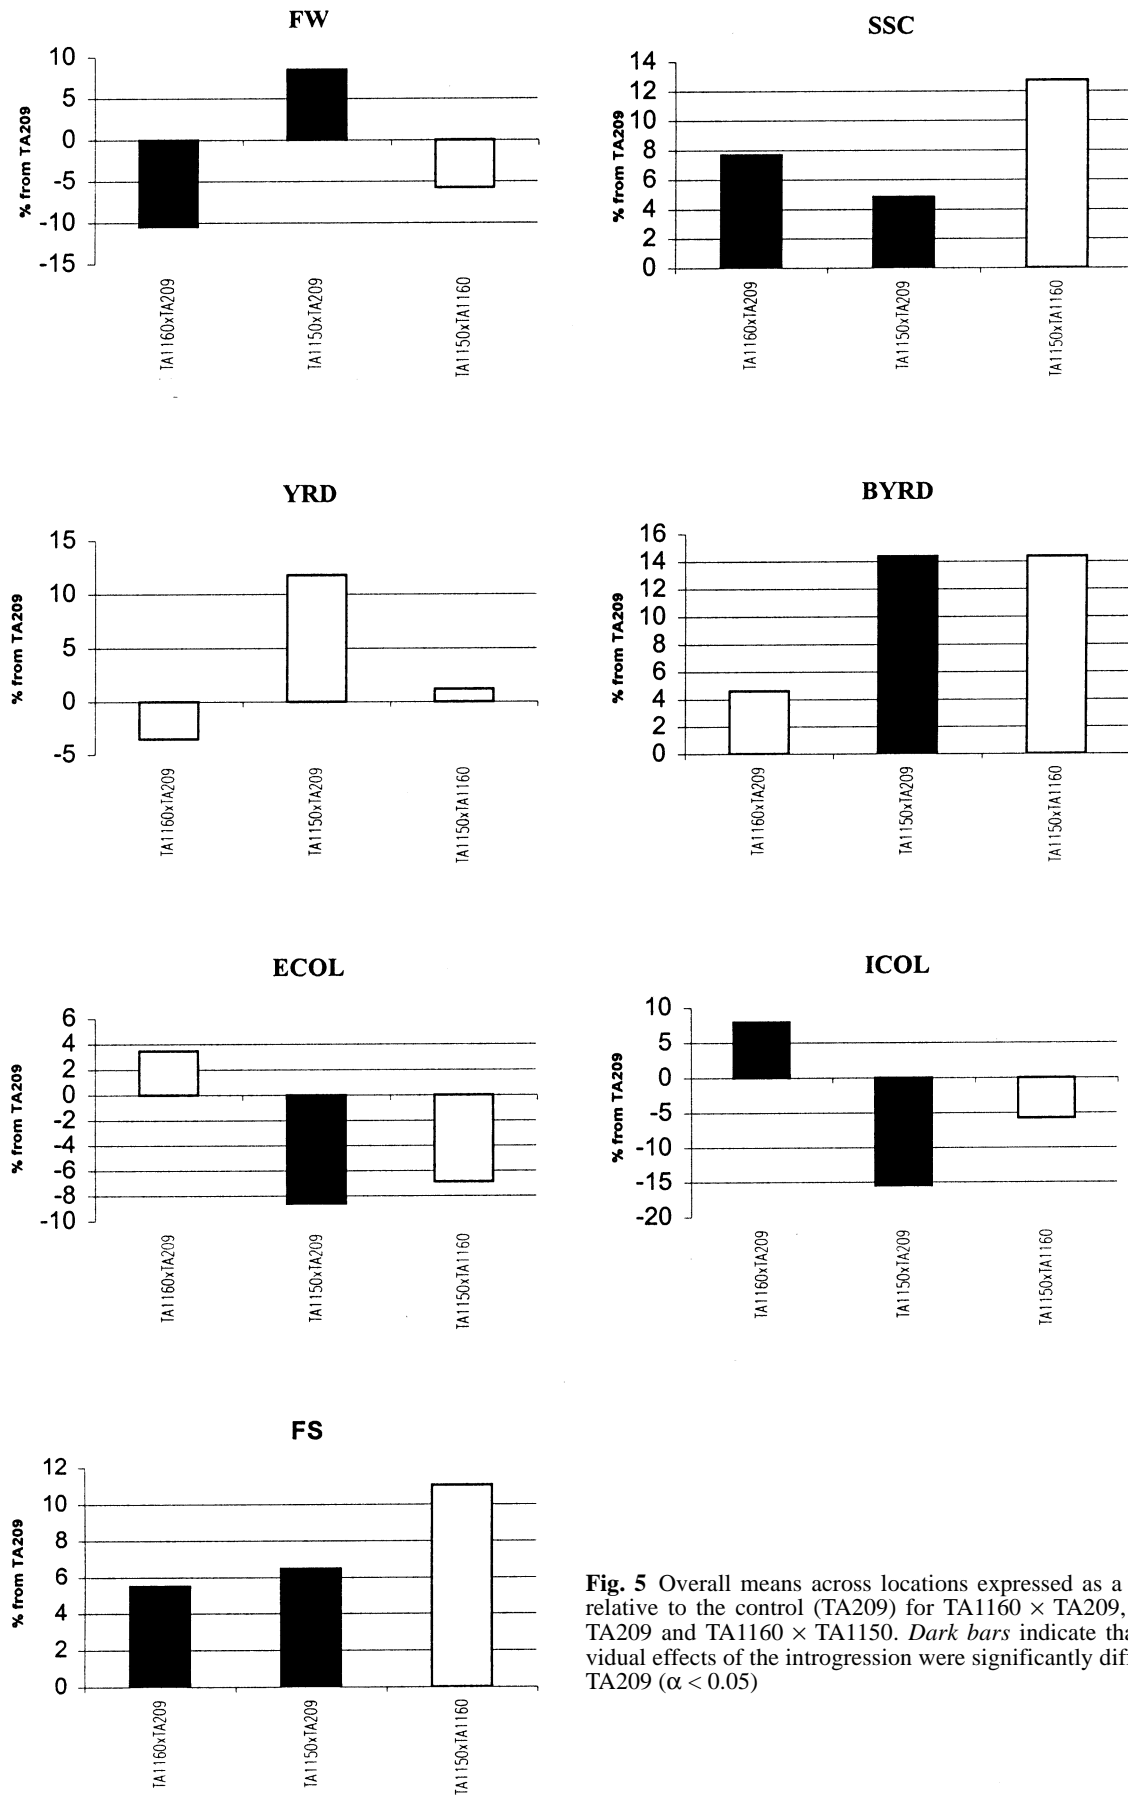 FW
% from TA209
10
5
0
-5
-10
-15
TA1160xTA209
TA1150xTA209
TA1150xTA1160
SSC
% from TA209
14
12
10
8
6
4
2
0
TA1160xTA209
TA1150xTA209
TA1150xTA1160
YRD
% from TA209
15
10
5
0
-5
TA1160xTA209
TA1150xTA209
TA1150xTA1160
BYRD
% from TA209
16
14
12
10
8
6
4
2
0
TA1160xTA209
TA1150xTA209
TA1150xTA1160
ECOL
% from TA209
6
4
2
0
-2
-4
-6
-8
-10
TA1160xTA209
TA1150xTA209
TA1150xTA1160
ICOL
% from TA209
10
5
0
-5
-10
-15
-20
TA1160xTA209
TA1150xTA209
TA1150xTA1160
FS
% from TA209
12
10
8
6
4
2
0
TA1160xTA209
TA1150xTA209
TA1150xTA1160
Fig. 5 Overall means across locations expressed as a
relative to the control (TA209) for TA1160 × TA209,
TA209 and TA1160 × TA1150. Dark bars indicate tha
vidual effects of the introgression were significantly diff
TA209 (α < 0.05)